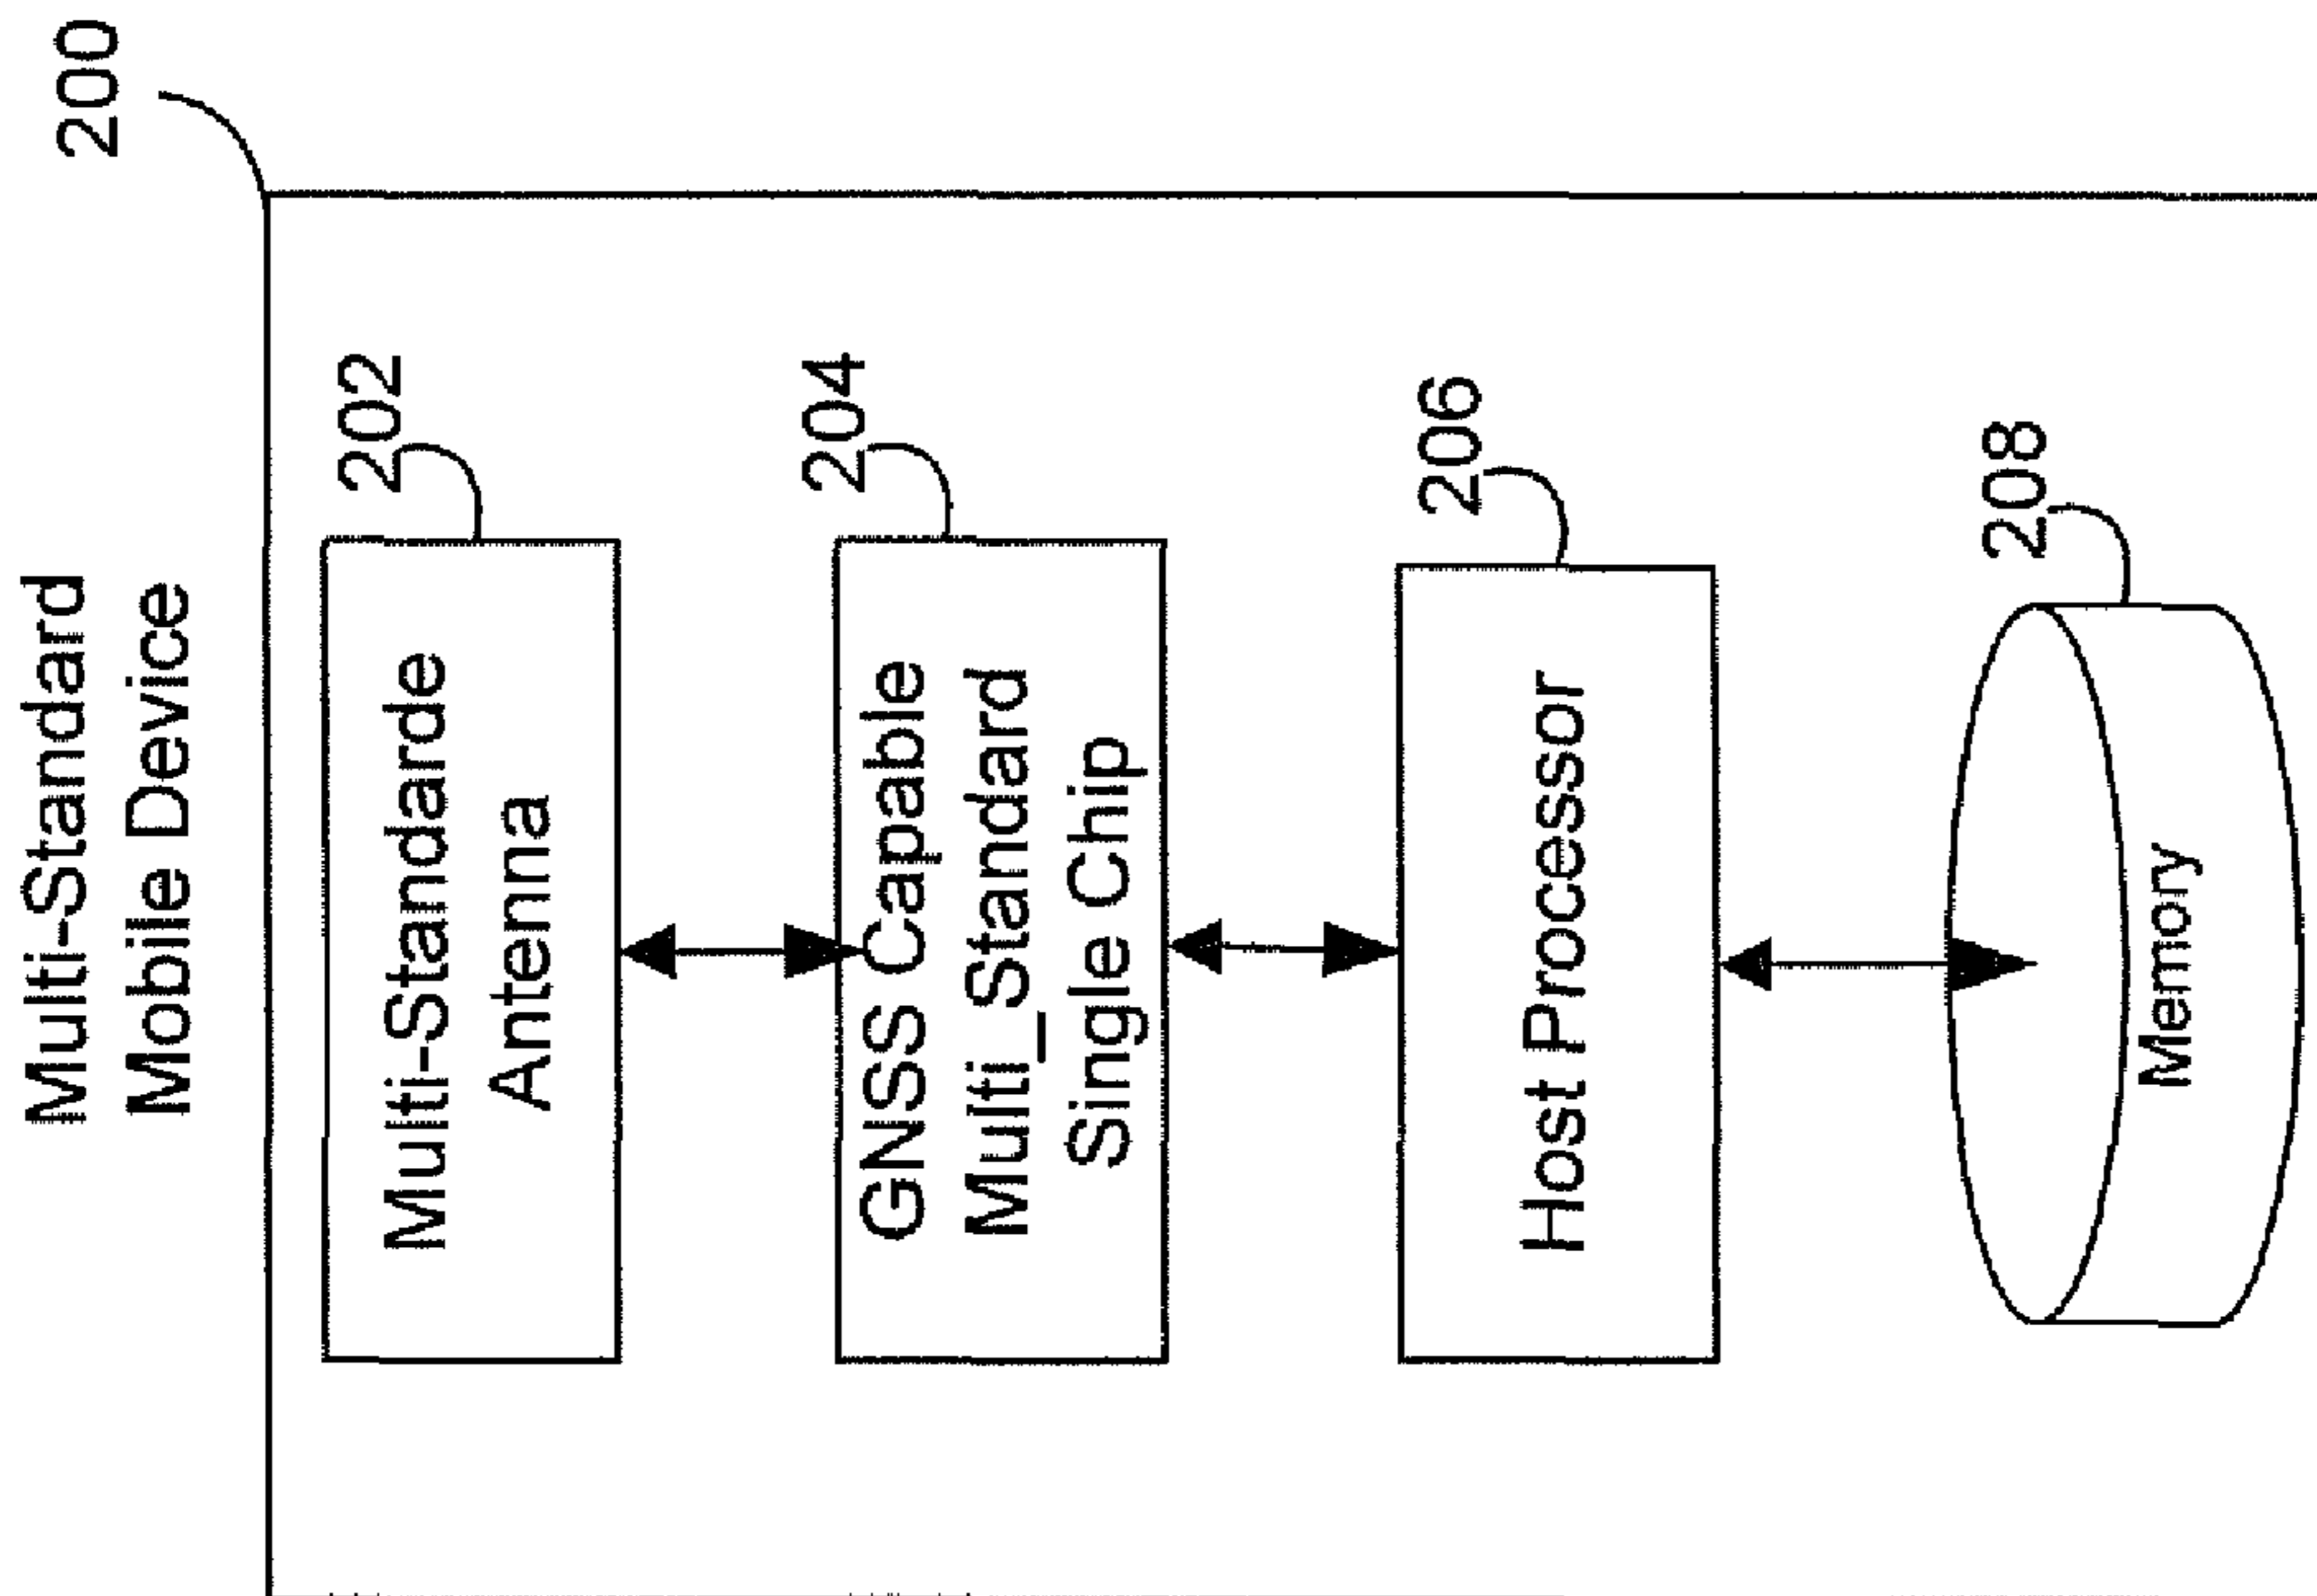 Multi-Standard
Mobile Device
200
202
Multi-Standarde
Antenna
204
GNSS Capable
Multi_Standard
Single Chip
206
Host Processor
208
Memory